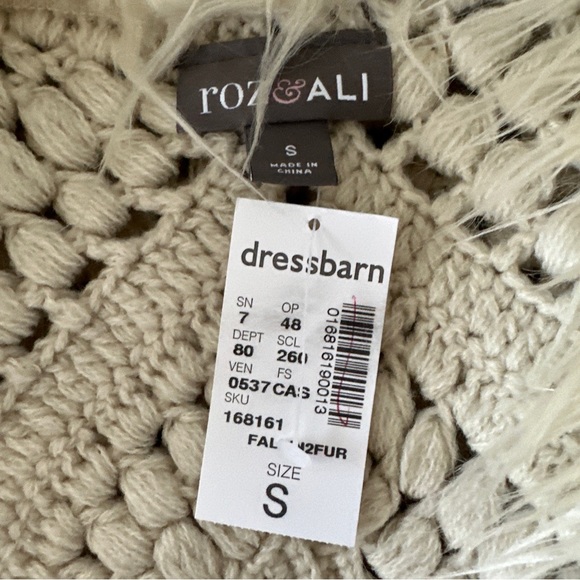 roz & ALI
S
MADE IN
CHINA
dressbarn
SN OP
7 48
DEPT SCL
80 260
VEN FS
0537 CAS
SKU
168161
2FUR
016816190013
SIZE
S